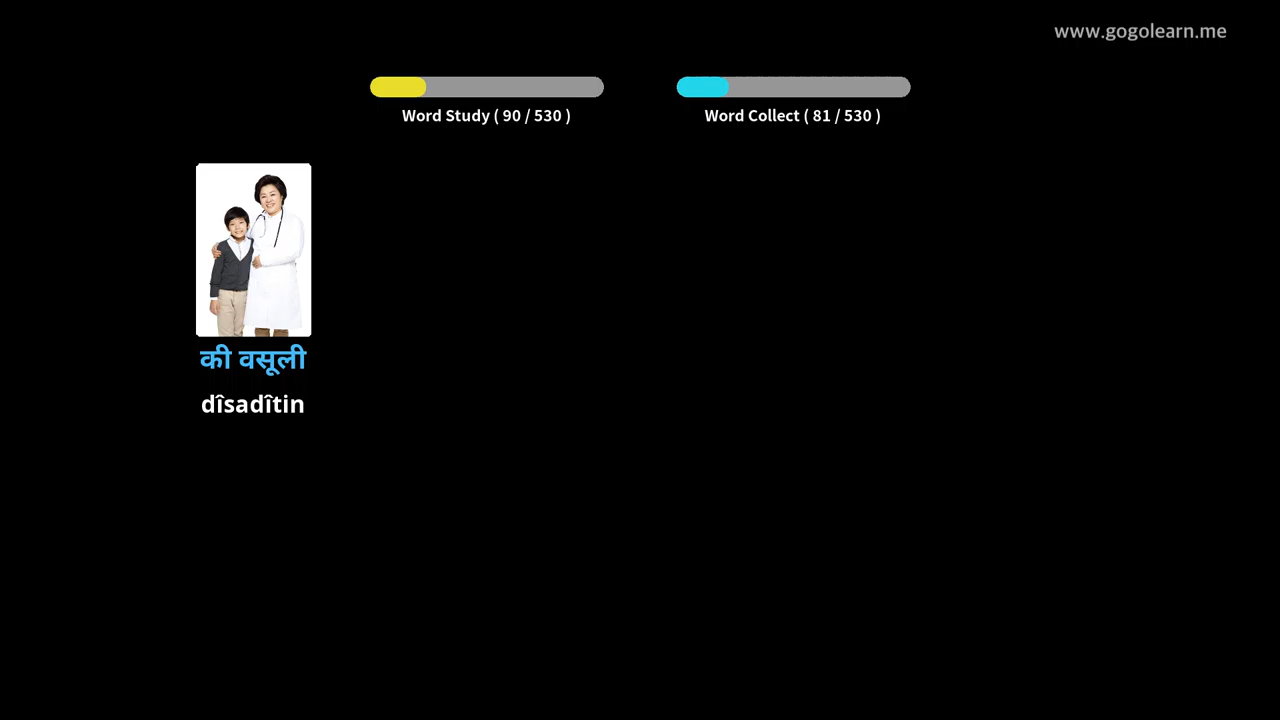 www.gogolearn.me
Word Study ( 90 / 530 )
Word Collect ( 81 / 530 )
की वसूली
dîsadîtin